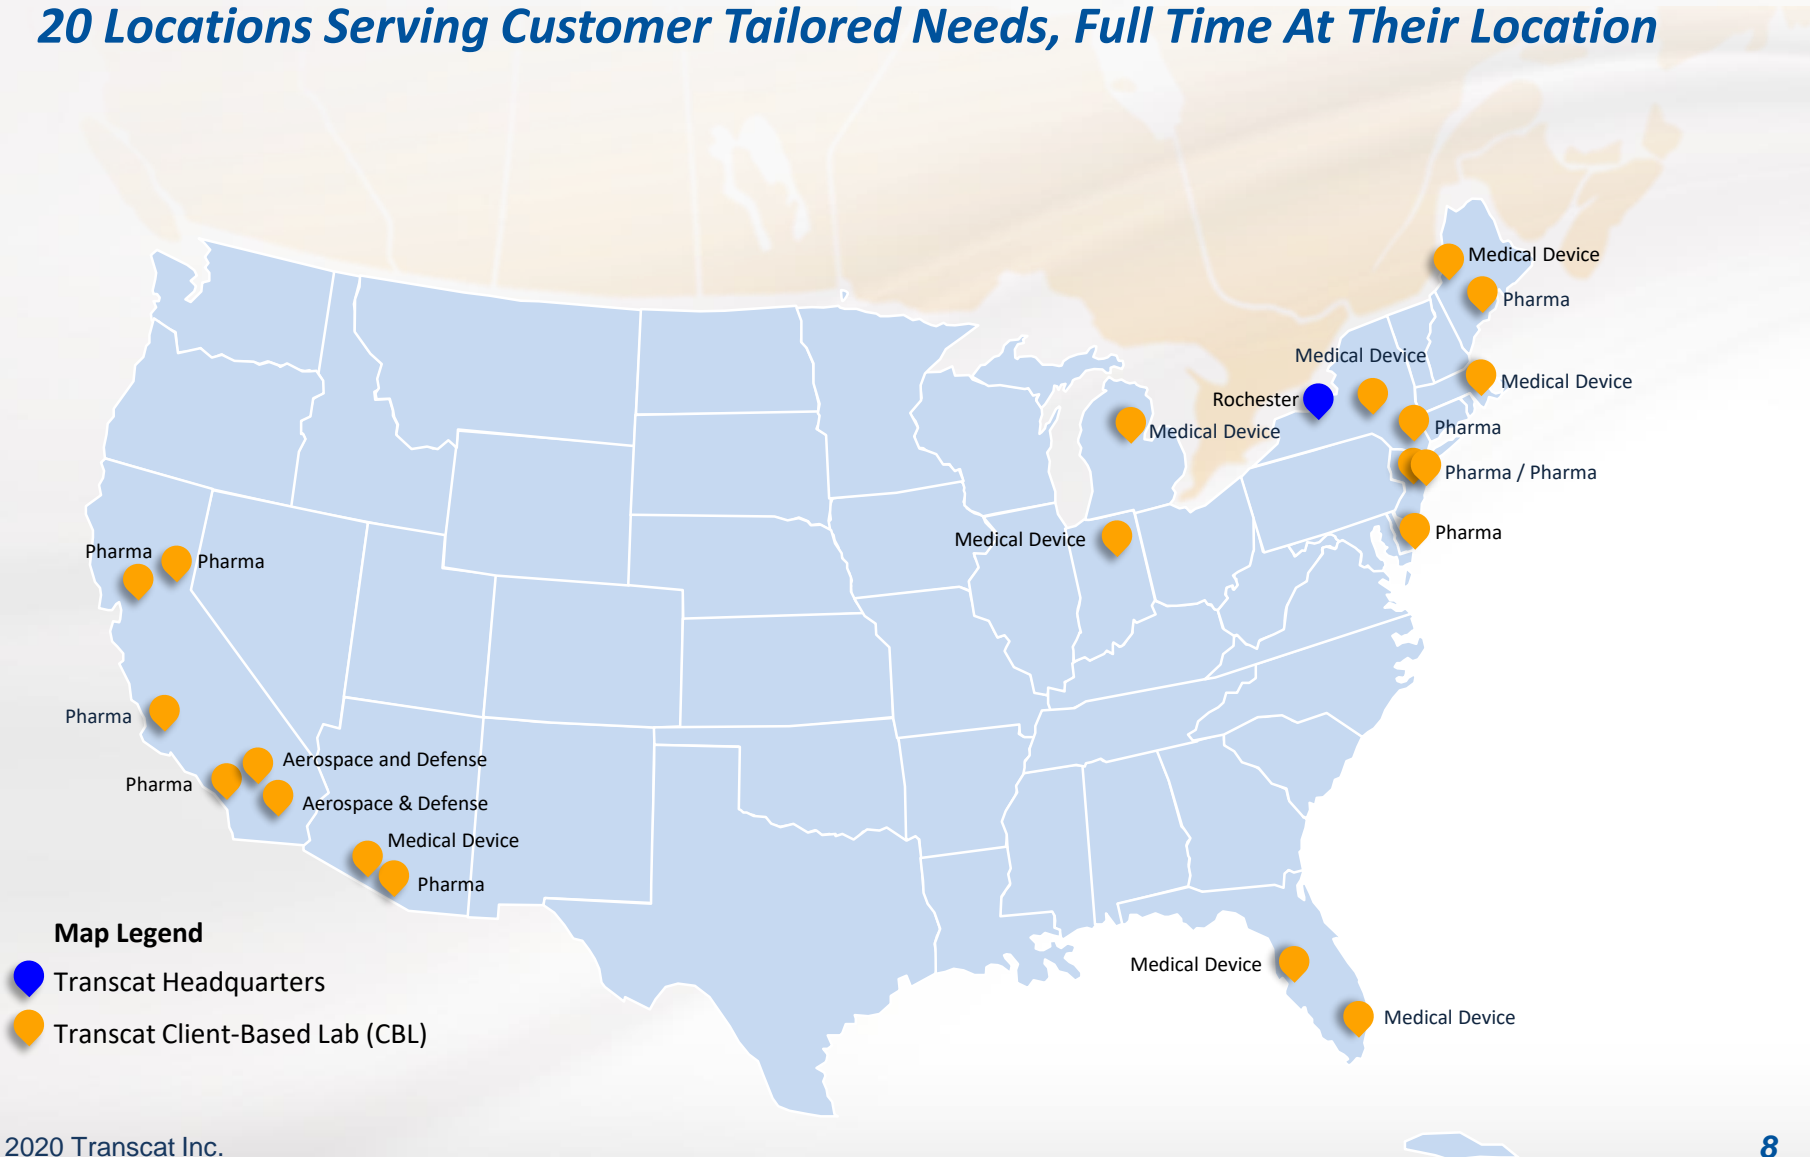 20 Locations Serving Customer Tailored Needs, Full Time At Their Location
Medical Device
Pharma
Medical Device
Rochester
Medical Device
Medical Device
Pharma
Pharma / Pharma
Medical Device
Pharma
Pharma
Pharma
Pharma
Aerospace and Defense
Pharma
Aerospace & Defense
Medical Device
Pharma
Medical Device
Medical Device
Map Legend
Transcat Headquarters
Transcat Client-Based Lab (CBL)
2020 Transcat Inc.
8